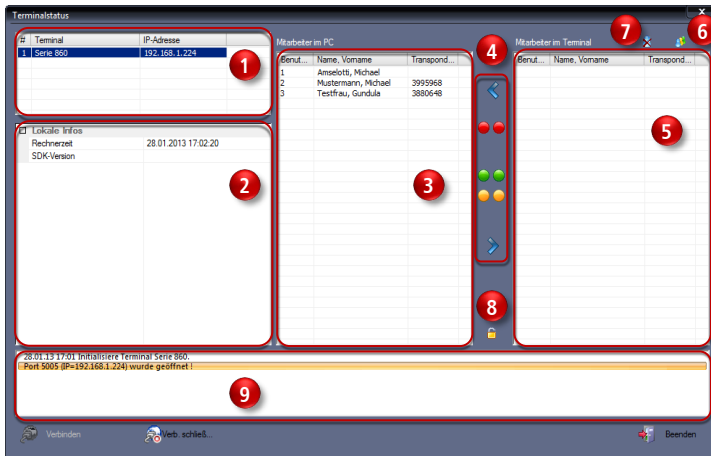 Terminalstatus
x
7
6
# Terminal IP-Adresse
1 Serie 860 192.168.1.224
1
Mitarbeiter im PC
4
Mitarbeiter im Terminal
Benut... Name, Vorname Transpond...
1 Amselotti, Michael
2 Mustermann, Michael 3995968
3 Testfrau, Gundula 3880648
3
Benut... Name, Vorname Transpond...
5
Lokale Infos
Rechnerzeit 28.01.2013 17:02:20
SDK-Version
2
8
28.01.13 17:01 Initialisiere Terminal Serie 860.
Port 5005 (IP=192.168.1.224) wurde geöffnet !
9
Verbinden
Verb. schließ...
Beenden